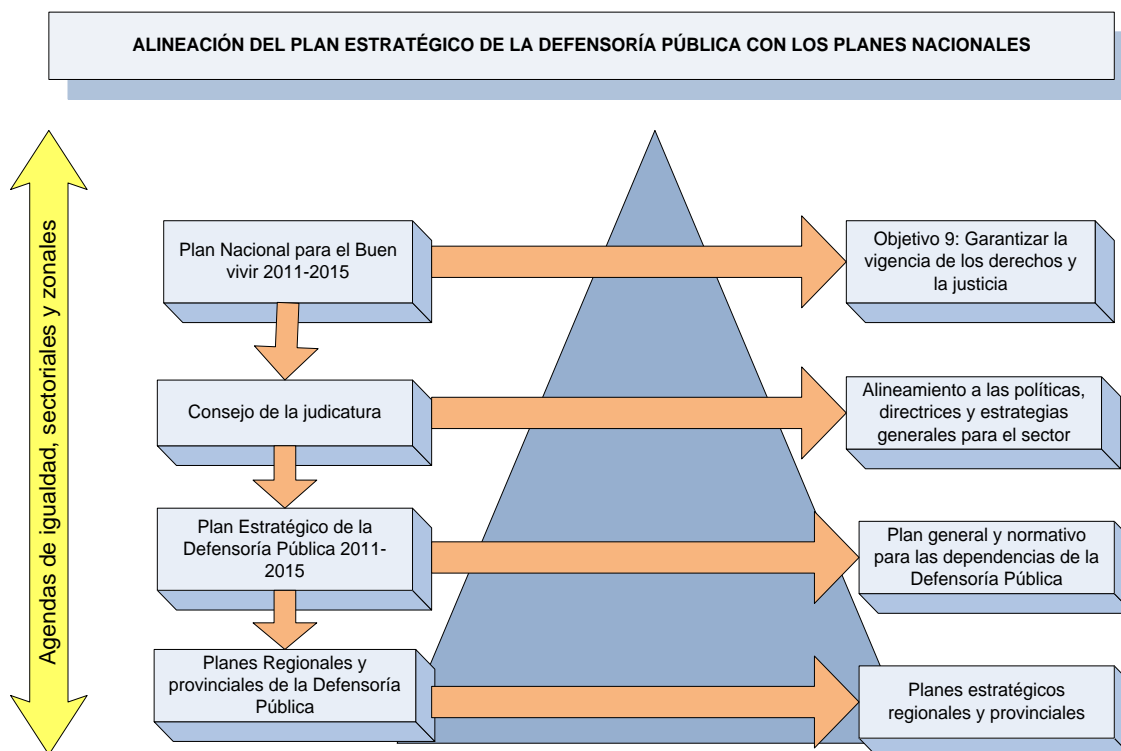 ALINEACIÓN DEL PLAN ESTRATÉGICO DE LA DEFENSORÍA PÚBLICA CON LOS PLANES NACIONALES
Agendas de igualdad, sectoriales y zonales
Plan Nacional para el Buen
vivir 2011-2015
Objetivo 9: Garantizar la
vigencia de los derechos y
la justicia
Consejo de la judicatura
Alineamiento a las políticas,
directrices y estrategias
generales para el sector
Plan Estratégico de la
Defensoría Pública 2011-
2015
Plan general y normativo
para las dependencias de la
Defensoría Pública
Planes Regionales y
provinciales de la Defensoría
Pública
Planes estratégicos
regionales y provinciales